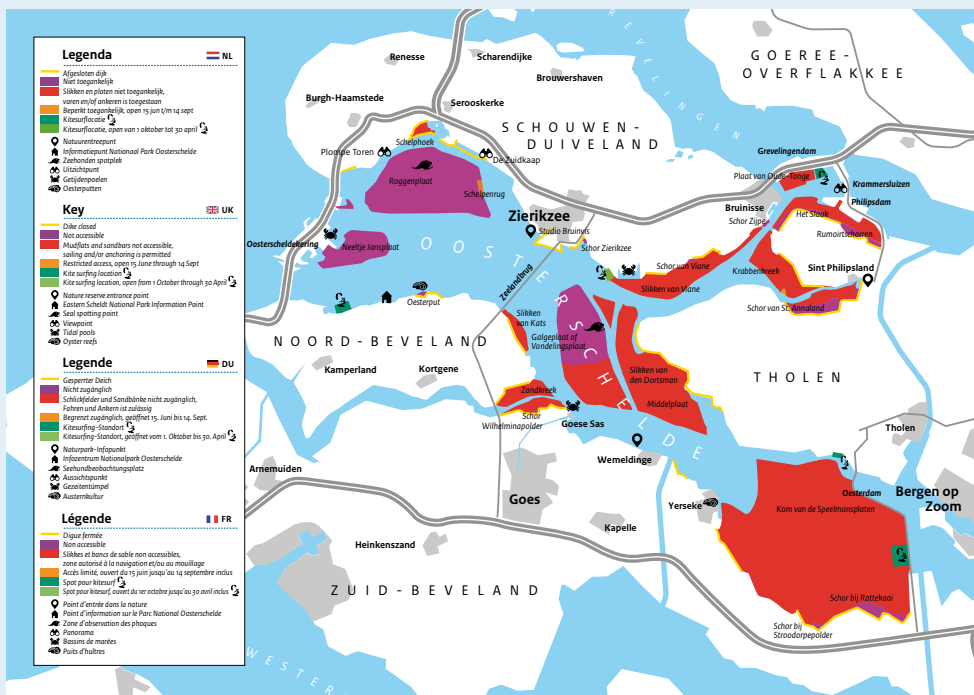 Legenda
NL
Afgesloten dijk
Niet toegankelijk
Slikken en platen niet toegankelijk,
varen en/of ankeren is toegestaan
Beperkt toegankelijk, open 15 jun t/m 14 sept
Kitesurflocatie
Kitesurflocatie, open van 1 oktober tot 30 april
Natuurentreepunt
Informatiepunt Nationaal Park Oosterschelde
Zeehonden spotplek
Uitzichtpunt
Getijdenpoelen
Oesterputten
Key
UK
Dike closed
Not accessible
Mudflats and sandbars not accessible,
sailing and/or anchoring is permitted
Restricted access, open 15 June through 14 Sept
Kite surfing location
Kite surfing location, open from 1 October through 30 April
Nature reserve entrance point
Eastern Scheldt National Park Information Point
Seal spotting point
Viewpoint
Tidal pools
Oyster reefs
Legende
DU
Gesperter Deich
Nicht zugänglich
Schlickfelder und Sandbänke nicht zugänglich,
Fahren und Ankern ist zulässig
Begrenzt zugänglich, geöffnet 15. Juni bis 14. Sept.
Kitesurfing-Standort
Kitesurfing-Standort, geöffnet vom 1. Oktober bis 30. April
Naturpark-Infopunkt
Infozentrum Nationalpark Oosterschelde
Seehundbeobachtungsplatz
Aussichtspunkt
Gezeitentümpel
Austernkultur
Légende
FR
Digue fermée
Non accessible
Slikkes et bancs de sable non accessibles,
zone autorisé à la navigation et/ou au mouillage
Accès limité, ouvert du 15 juin jusqu'au 14 septembre inclus
Spot pour kitesurf
Spot pour kitesurf, ouvert du 1er octobre jusqu'au 30 avril inclus
Point d'entrée dans la nature
Point d'information sur le Parc National Oosterschelde
Zone d'observation des phoques
Panorama
Bassins de marées
Puits d'huîtres
Renesse
Scharendijke
Brouwershaven
Burgh-Haamstede
Serooskerke
GREVELINGEN
GOEREE-
OVERFLAKKEE
SCHOUWEN-
DUIVELAND
Schelphoek
Plompe Toren
De Zuidkaap
Roggenplaat
Schelpenrug
Grevelingendam
Plaat van Oude-Tonge
Krammersluizen
Philipsdam
Bruinisse
Schor Zijpe
Het Slaak
Rumoirtschorren
Zierikzee
Studio Bruinvis
Schor Zierikzee
Oosterscheldekering
Neeltje Jansplaat
OOSTERSCHELDE
Zeelandbrug
Schor van Viane
Slikken van Viane
Krabbenkreek
Sint Philipsland
Schor van St. Annaland
Oesterput
Slikken
van Kats
Galgeplaat of
Vondelingsplaat
NOORD-BEVELAND
Kamperland
Kortgene
Slikken van
den Dortsman
THOLEN
Zandkreek
Middelplaat
Schor
Wilhelminapolder
Goese Sas
Wemeldinge
Tholen
Arnemuiden
Goes
Yerseke
Oesterdam
Bergen op
Zoom
Kom van de Speelmansplaten
Kapelle
Heinkenszand
ZUID-BEVELAND
Schor bij Rattekaai
Schor bij
Stroodorpepolder
WESTER